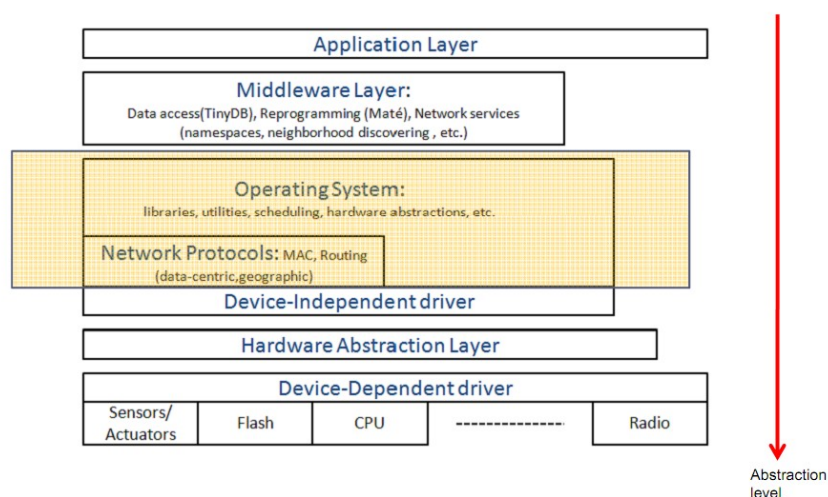 Application Layer
Middleware Layer:
Data access(TinyDB), Reprogramming (Maté), Network services
(namespaces, neighborhood discovering , etc.)
Operating System:
libraries, utilities, scheduling, hardware abstractions, etc.
Network Protocols: MAC, Routing
(data-centric,geographic)
Device-Independent driver
Hardware Abstraction Layer
Device-Dependent driver
Sensors/
Actuators
Flash
CPU
Radio
Abstraction
level